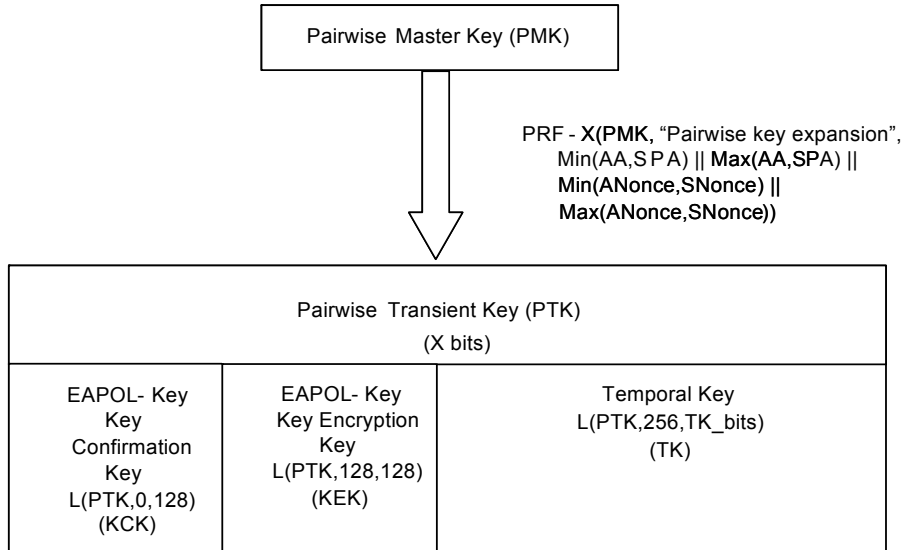 Pairwise Master Key (PMK)
PRF - X(PMK, “Pairwise key expansion”,
Min(AA,SPA) || Max(AA,SPA) ||
Min(ANonce,SNonce) ||
Max(ANonce,SNonce))
Pairwise Transient Key (PTK)
(X bits)
EAPOL- Key
Key
Confirmation
Key
L(PTK,0,128)
(KCK)
EAPOL- Key
Key Encryption
Key
L(PTK,128,128)
(KEK)
Temporal Key
L(PTK,256,TK_bits)
(TK)